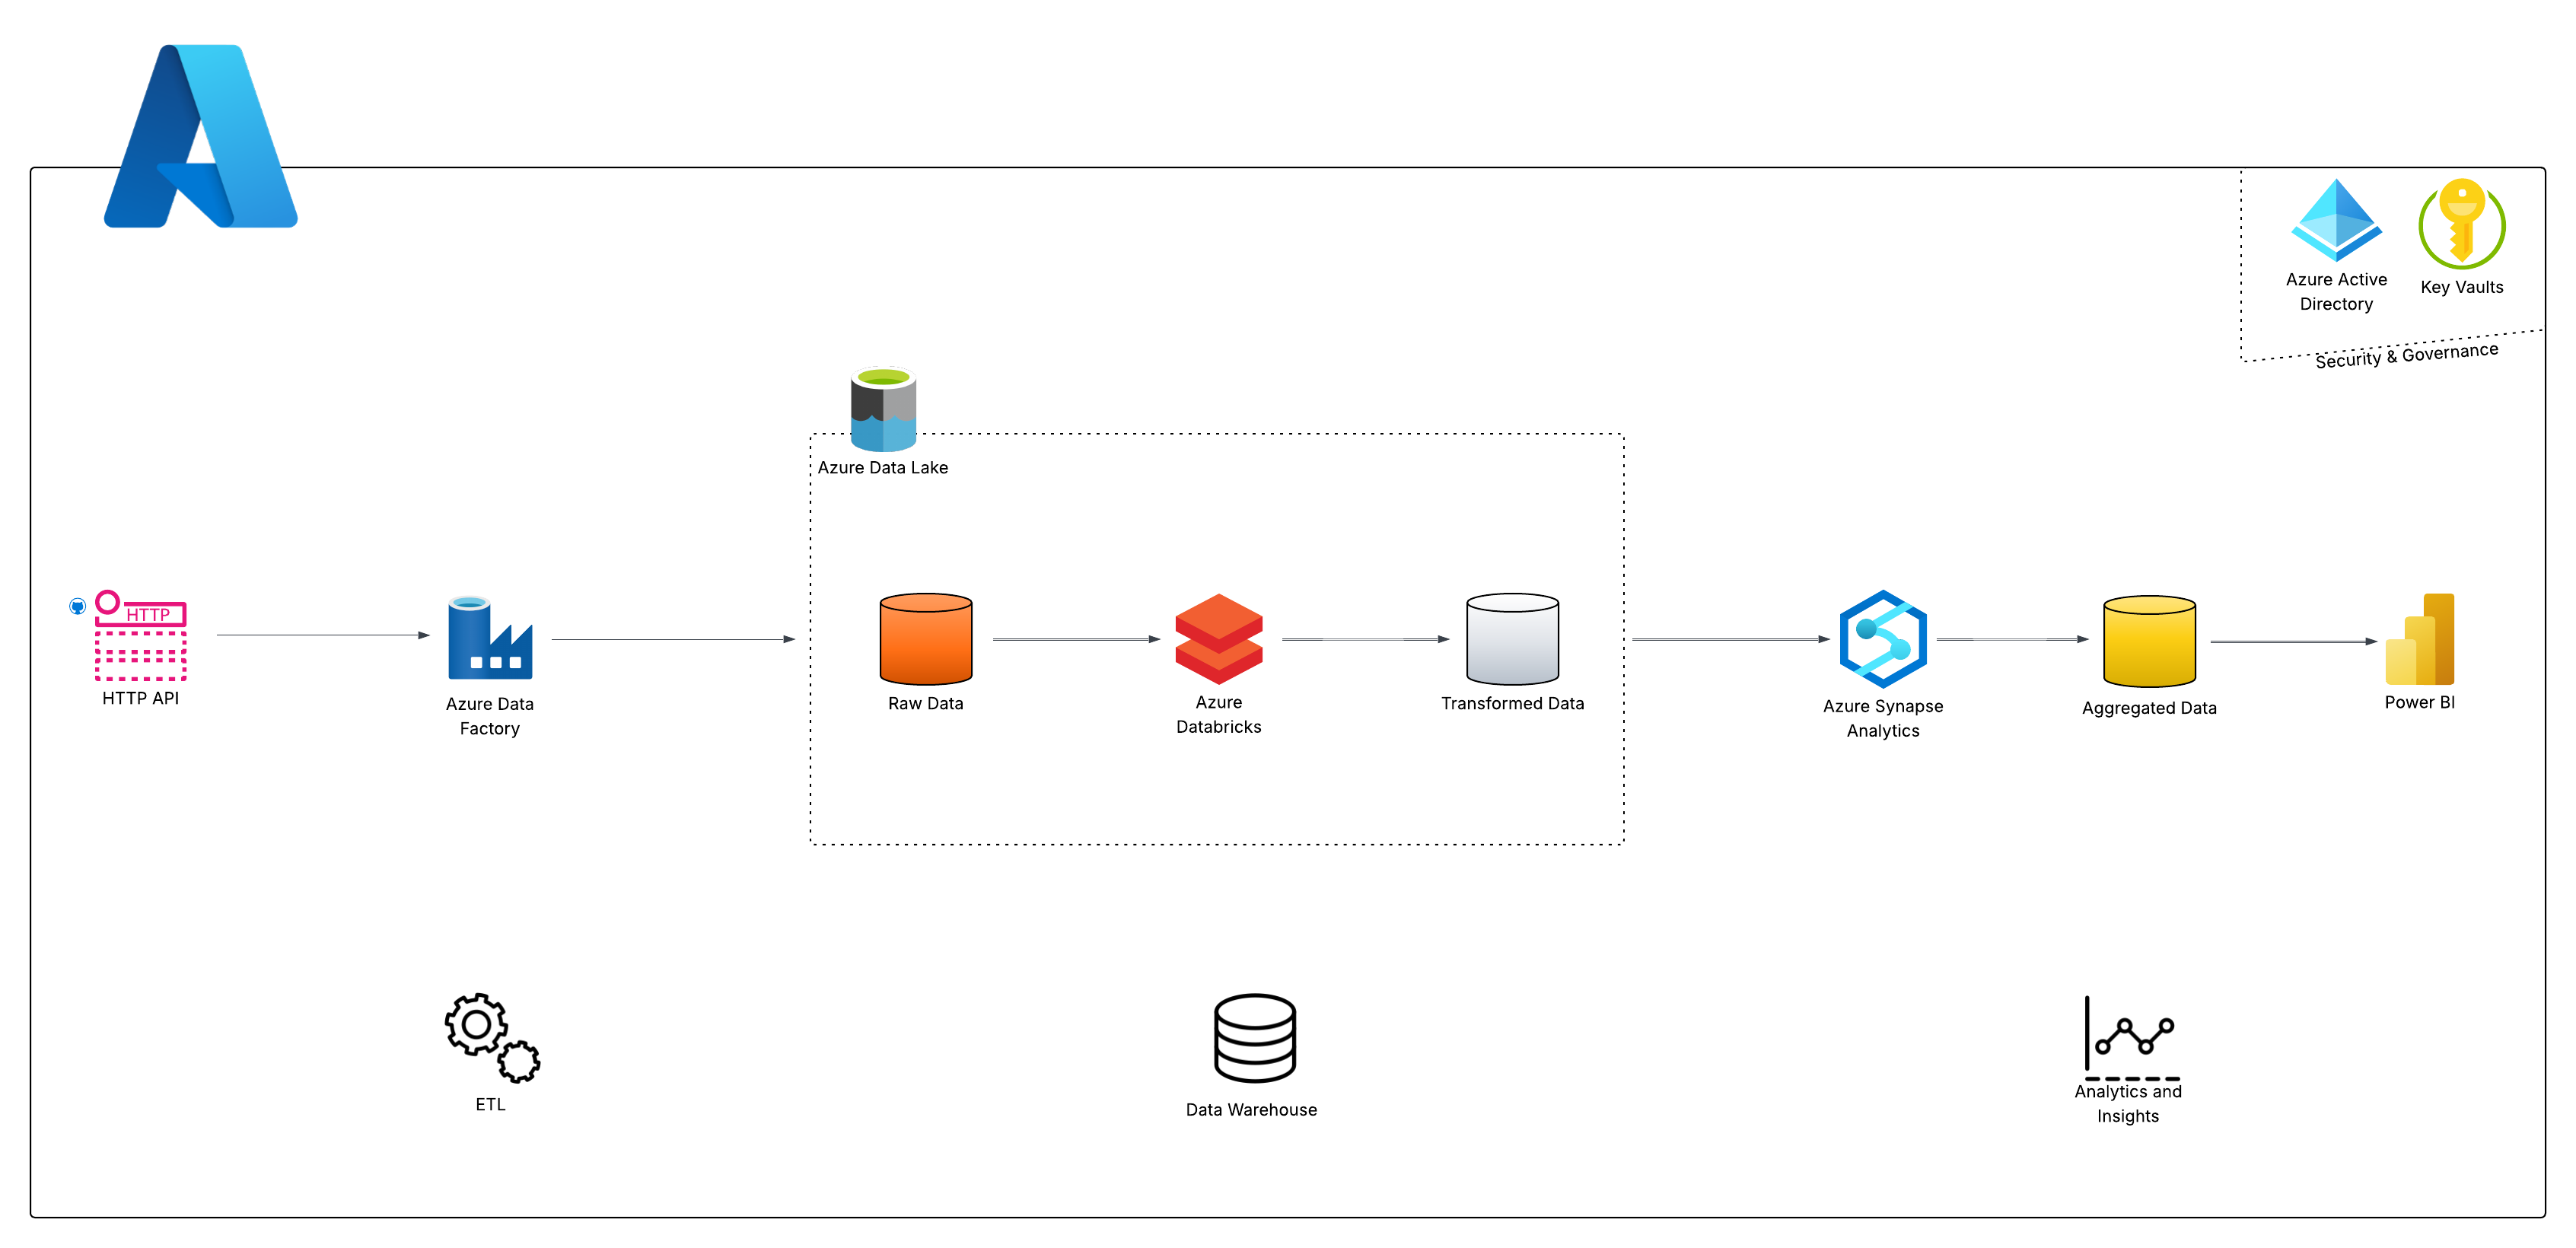 Azure Active
Directory
Key Vaults
Security & Governance
Azure Data Lake
HTTP
HTTP API
Azure Data
Factory
Raw Data
Azure
Databricks
Transformed Data
Azure Synapse
Analytics
Aggregated Data
Power BI
ETL
Data Warehouse
Analytics and
Insights